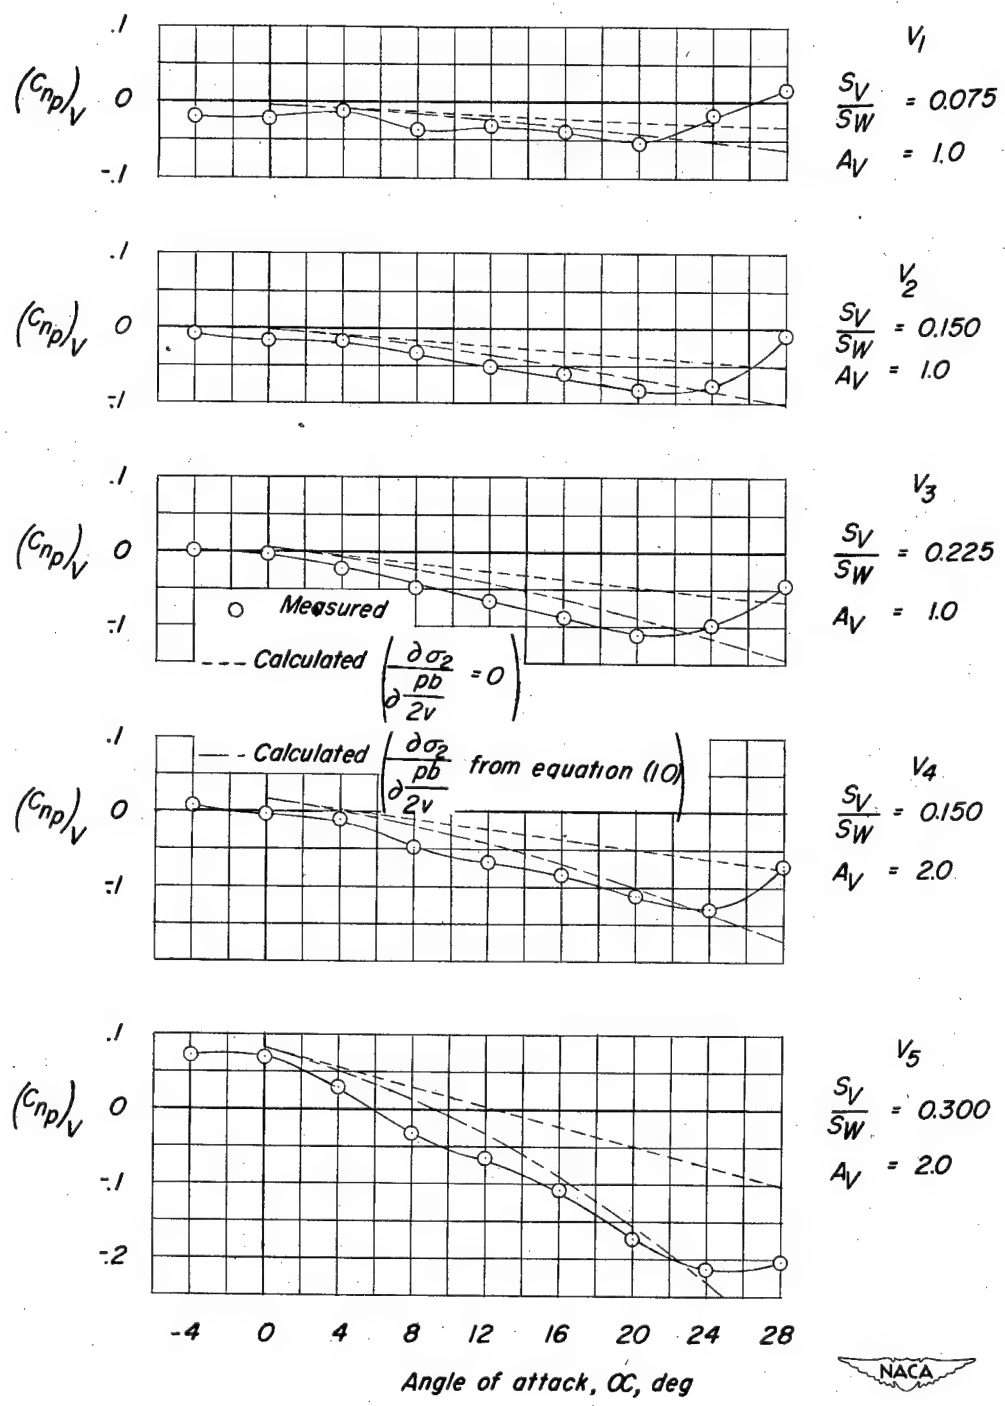 V1
.1
(Cnp)V 0
-.1
SV/SW = 0.075
AV = 1.0
V2
.1
(Cnp)V 0
-.1
SV/SW = 0.150
AV = 1.0
V3
.1
(Cnp)V 0
-.1
SV/SW = 0.225
AV = 1.0
○ Measured
--- Calculated (∂σ2/∂ pb/2v = 0)
—– Calculated (∂σ2/∂ pb/2v from equation (10))
V4
.1
(Cnp)V 0
-.1
SV/SW = 0.150
AV = 2.0
V5
.1
(Cnp)V 0
-.1
-.2
SV/SW = 0.300
AV = 2.0
-4 0 4 8 12 16 20 24 28
Angle of attack, α, deg
NACA